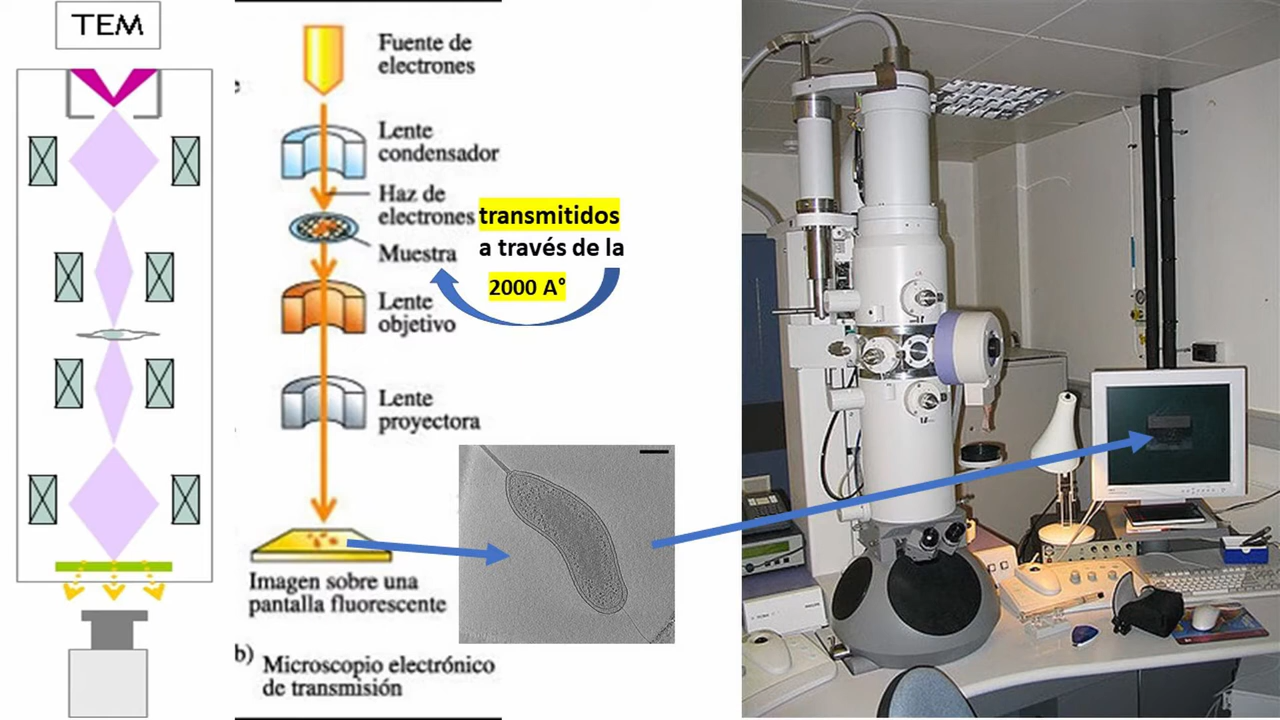 TEM
Fuente de
electrones
Lente
condensador
Haz de
electrones
transmitidos
a través de la
Muestra
2000 A°
Lente
objetivo
Lente
proyectora
Imagen sobre una
pantalla fluorescente
b) Microscopio electrónico
de transmisión